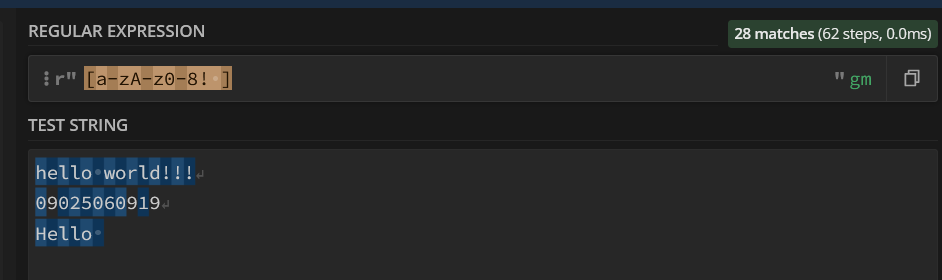 REGULAR EXPRESSION
28 matches (62 steps, 0.0ms)
r" [a-zA-z0-8!·] " gm
TEST STRING
hello·world!!!↵
09025060919↵
Hello·